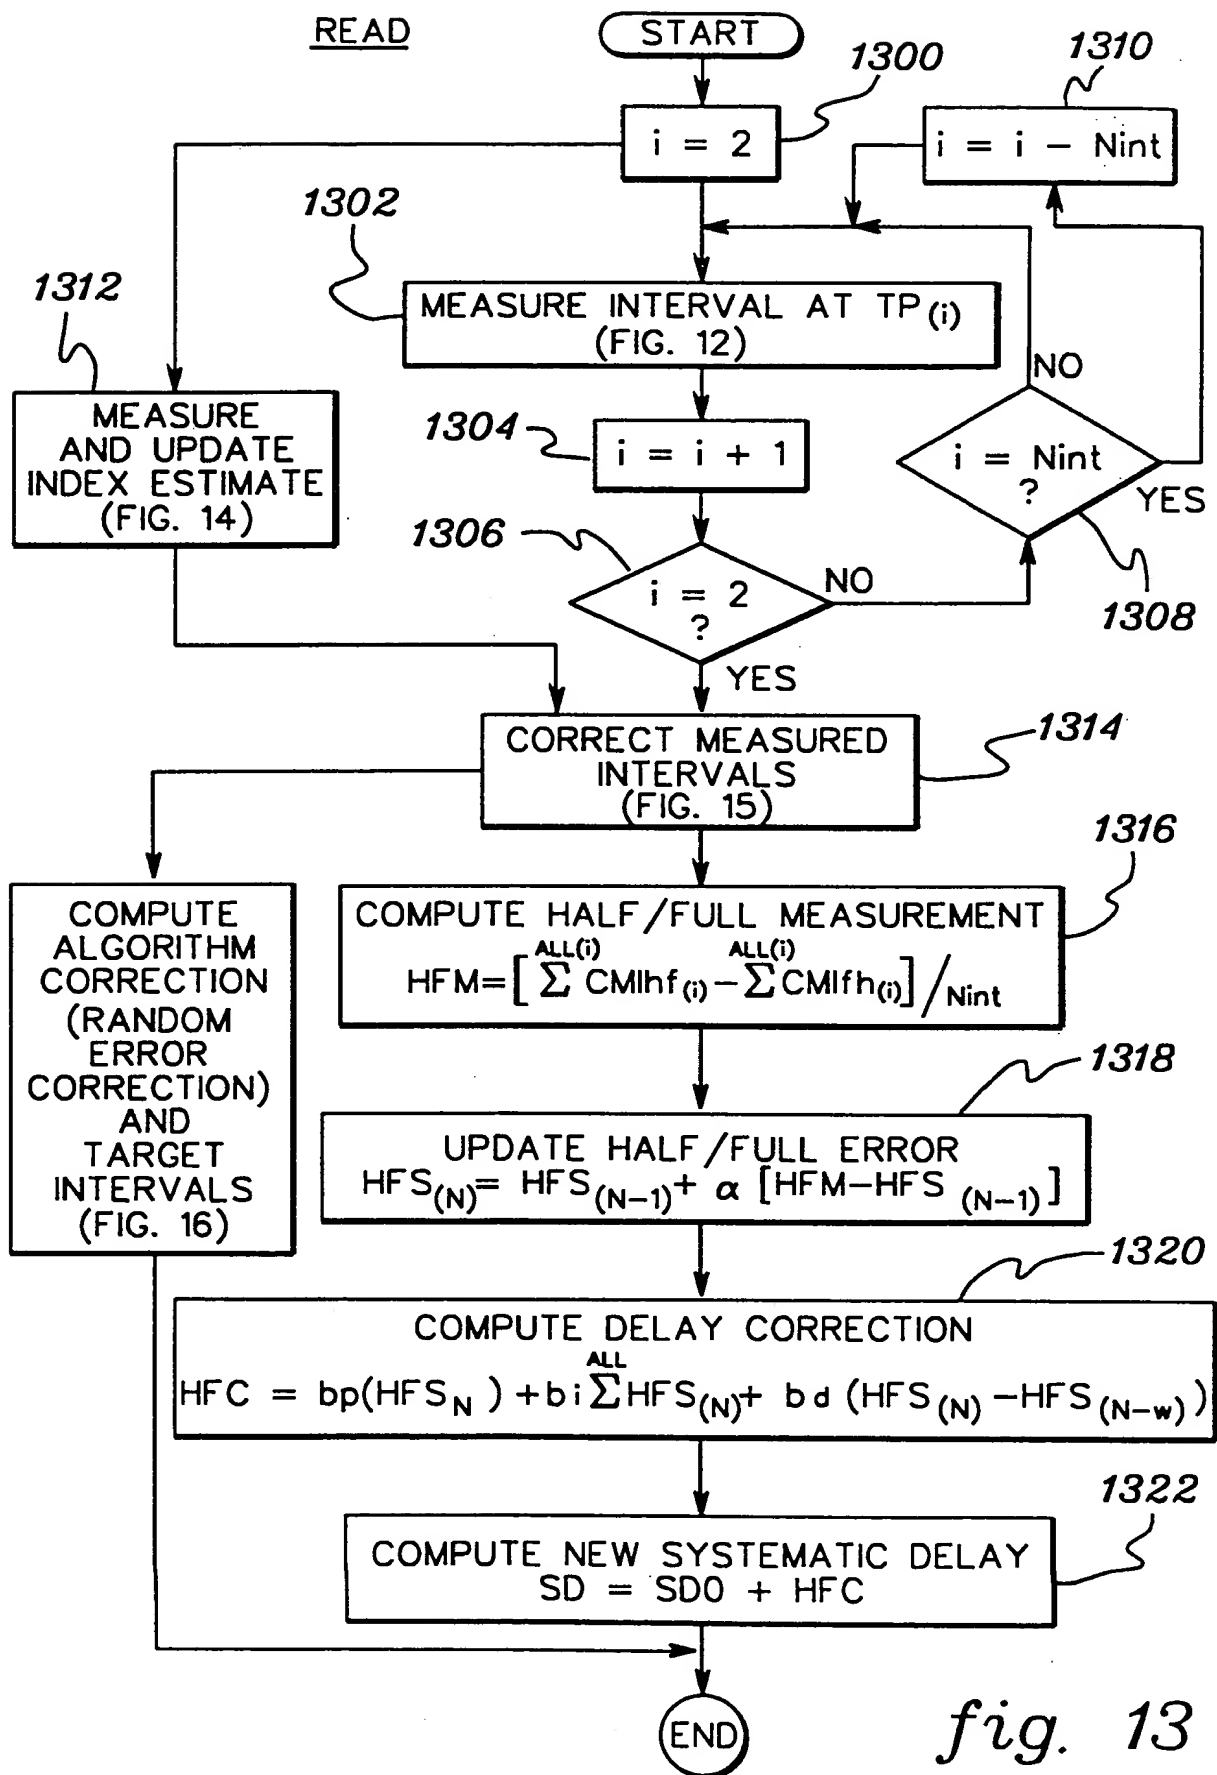 READ
START
1300
i = 2
1310
i = i − Nint
1302
MEASURE INTERVAL AT TP(i)
(FIG. 12)
1312
MEASURE
AND UPDATE
INDEX ESTIMATE
(FIG. 14)
1304
i = i + 1
NO
i = Nint
?
YES
1308
1306
i = 2
?
NO
YES
1314
CORRECT MEASURED
INTERVALS
(FIG. 15)
1316
COMPUTE HALF/FULL MEASUREMENT
ALL(i) ALL(i)
HFM=[ Σ CMIhf(i)− Σ CMIfh(i)]/Nint
COMPUTE
ALGORITHM
CORRECTION
(RANDOM
ERROR
CORRECTION)
AND
TARGET
INTERVALS
(FIG. 16)
1318
UPDATE HALF/FULL ERROR
HFS(N)= HFS(N−1)+ α [HFM−HFS (N−1)]
1320
COMPUTE DELAY CORRECTION
ALL
HFC = bp(HFSN ) +bi Σ HFS(N)+ bd (HFS(N) −HFS(N−w))
1322
COMPUTE NEW SYSTEMATIC DELAY
SD = SD0 + HFC
END
fig. 13